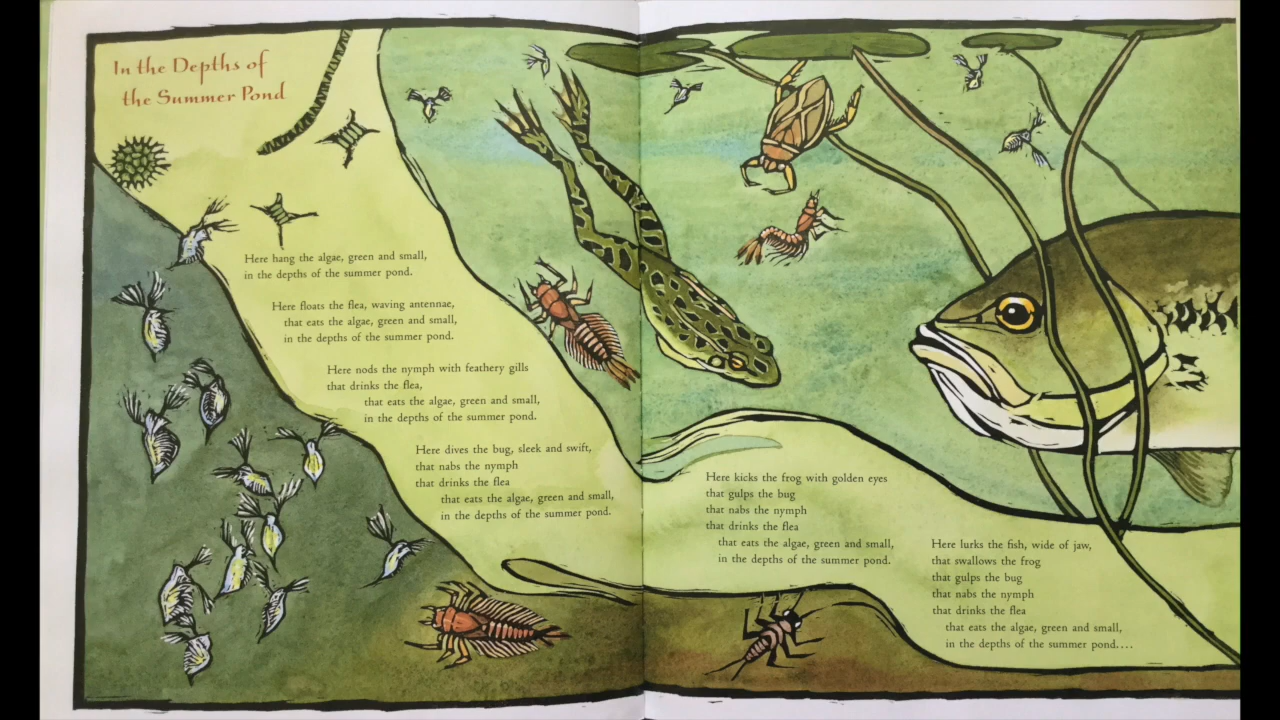 In the Depths of
the Summer Pond
Here hang the algae, green and small,
in the depths of the summer pond.
Here floats the flea, waving antennae,
that eats the algae, green and small,
in the depths of the summer pond.
Here nods the nymph with feathery gills
that drinks the flea,
that eats the algae, green and small,
in the depths of the summer pond.
Here dives the bug, sleek and swift,
that nabs the nymph
that drinks the flea
that eats the algae, green and small,
in the depths of the summer pond.
Here kicks the frog with golden eyes
that gulps the bug
that nabs the nymph
that drinks the flea
that eats the algae, green and small,
in the depths of the summer pond.
Here lurks the fish, wide of jaw,
that swallows the frog
that gulps the bug
that nabs the nymph
that drinks the flea
that eats the algae, green and small,
in the depths of the summer pond....